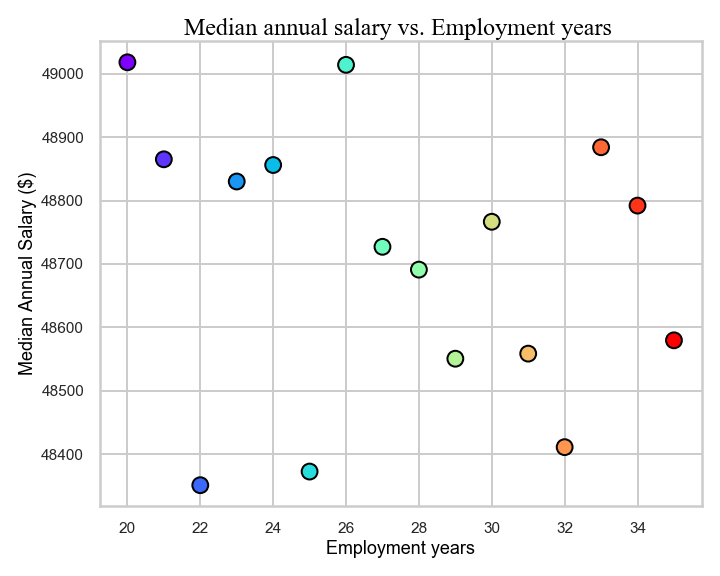 Median annual salary vs. Employment years
Median Annual Salary ($)
49000
48900
48800
48700
48600
48500
48400
20 22 24 26 28 30 32 34
Employment years